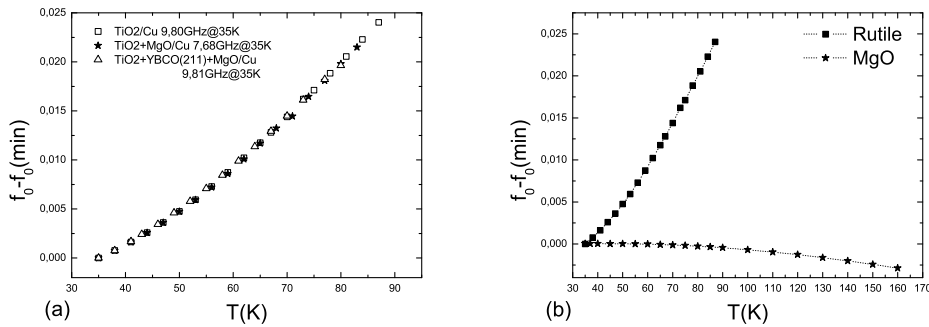 TiO2/Cu 9,80GHz@35K
TiO2+MgO/Cu 7,68GHz@35K
TiO2+YBCO(211)+MgO/Cu
9,81GHz@35K
0,025
0,020
0,015
0,010
0,005
0,000
f0-f0(min)
30 40 50 60 70 80 90
T(K)
(a)
Rutile
MgO
0,025
0,020
0,015
0,010
0,005
0,000
f0-f0(min)
30 40 50 60 70 80 90 100 110 120 130 140 150 160 170
T(K)
(b)